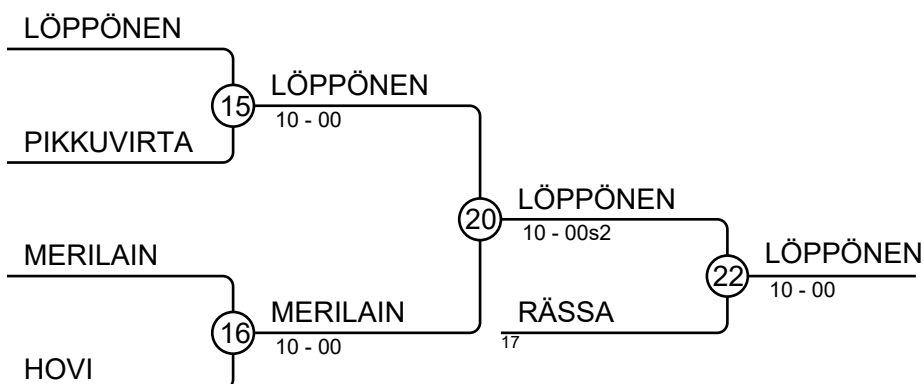 LÖPPÖNEN
15
LÖPPÖNEN
10 - 00
PIKKUVIRTA
20
LÖPPÖNEN
10 - 00s2
MERILAIN
22
LÖPPÖNEN
10 - 00
16
MERILAIN
10 - 00
RÄSSA
17
HOVI